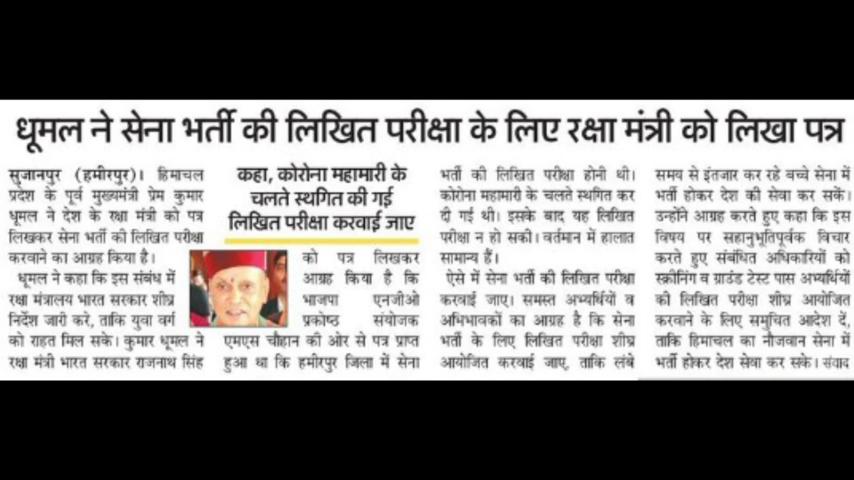 धूमल ने सेना भर्ती की लिखित परीक्षा के लिए रक्षा मंत्री को लिखा पत्र
सुजानपुर (हमीरपुर)। हिमाचल
प्रदेश के पूर्व मुख्यमंत्री प्रेम कुमार
धूमल ने देश के रक्षा मंत्री को पत्र
लिखकर सेना भर्ती की लिखित परीक्षा
करवाने का आग्रह किया है।
धूमल ने कहा कि इस संबंध में
रक्षा मंत्रालय भारत सरकार शीघ्र
निर्देश जारी करे, ताकि युवा वर्ग
को राहत मिल सके। कुमार धूमल ने
रक्षा मंत्री भारत सरकार राजनाथ सिंह
कहा, कोरोना महामारी के
चलते स्थगित की गई
लिखित परीक्षा करवाई जाए
को पत्र लिखकर
आग्रह किया है कि
भाजपा एनजीओ
प्रकोष्ठ संयोजक
एमएस चौहान की ओर से पत्र प्राप्त
हुआ था कि हमीरपुर जिला में सेना
भर्ती की लिखित परीक्षा होनी थी।
कोरोना महामारी के चलते स्थगित कर
दी गई थी। इसके बाद यह लिखित
परीक्षा न हो सकी। वर्तमान में हालात
सामान्य हैं।
ऐसे में सेना भर्ती की लिखित परीक्षा
करवाई जाए। समस्त अभ्यर्थियों व
अभिभावकों का आग्रह है कि सेना
भर्ती के लिए लिखित परीक्षा शीघ्र
आयोजित करवाई जाए, ताकि लंबे
समय से इंतजार कर रहे बच्चे सेना में
भर्ती होकर देश की सेवा कर सकें।
उन्होंने आग्रह करते हुए कहा कि इस
विषय पर सहानुभूतिपूर्वक विचार
करते हुए संबंधित अधिकारियों को
स्क्रीनिंग व ग्राउंड टेस्ट पास अभ्यर्थियों
की लिखित परीक्षा शीघ्र आयोजित
करवाने के लिए समुचित आदेश दें,
ताकि हिमाचल का नौजवान सेना में
भर्ती होकर देश सेवा कर सके। संवाद